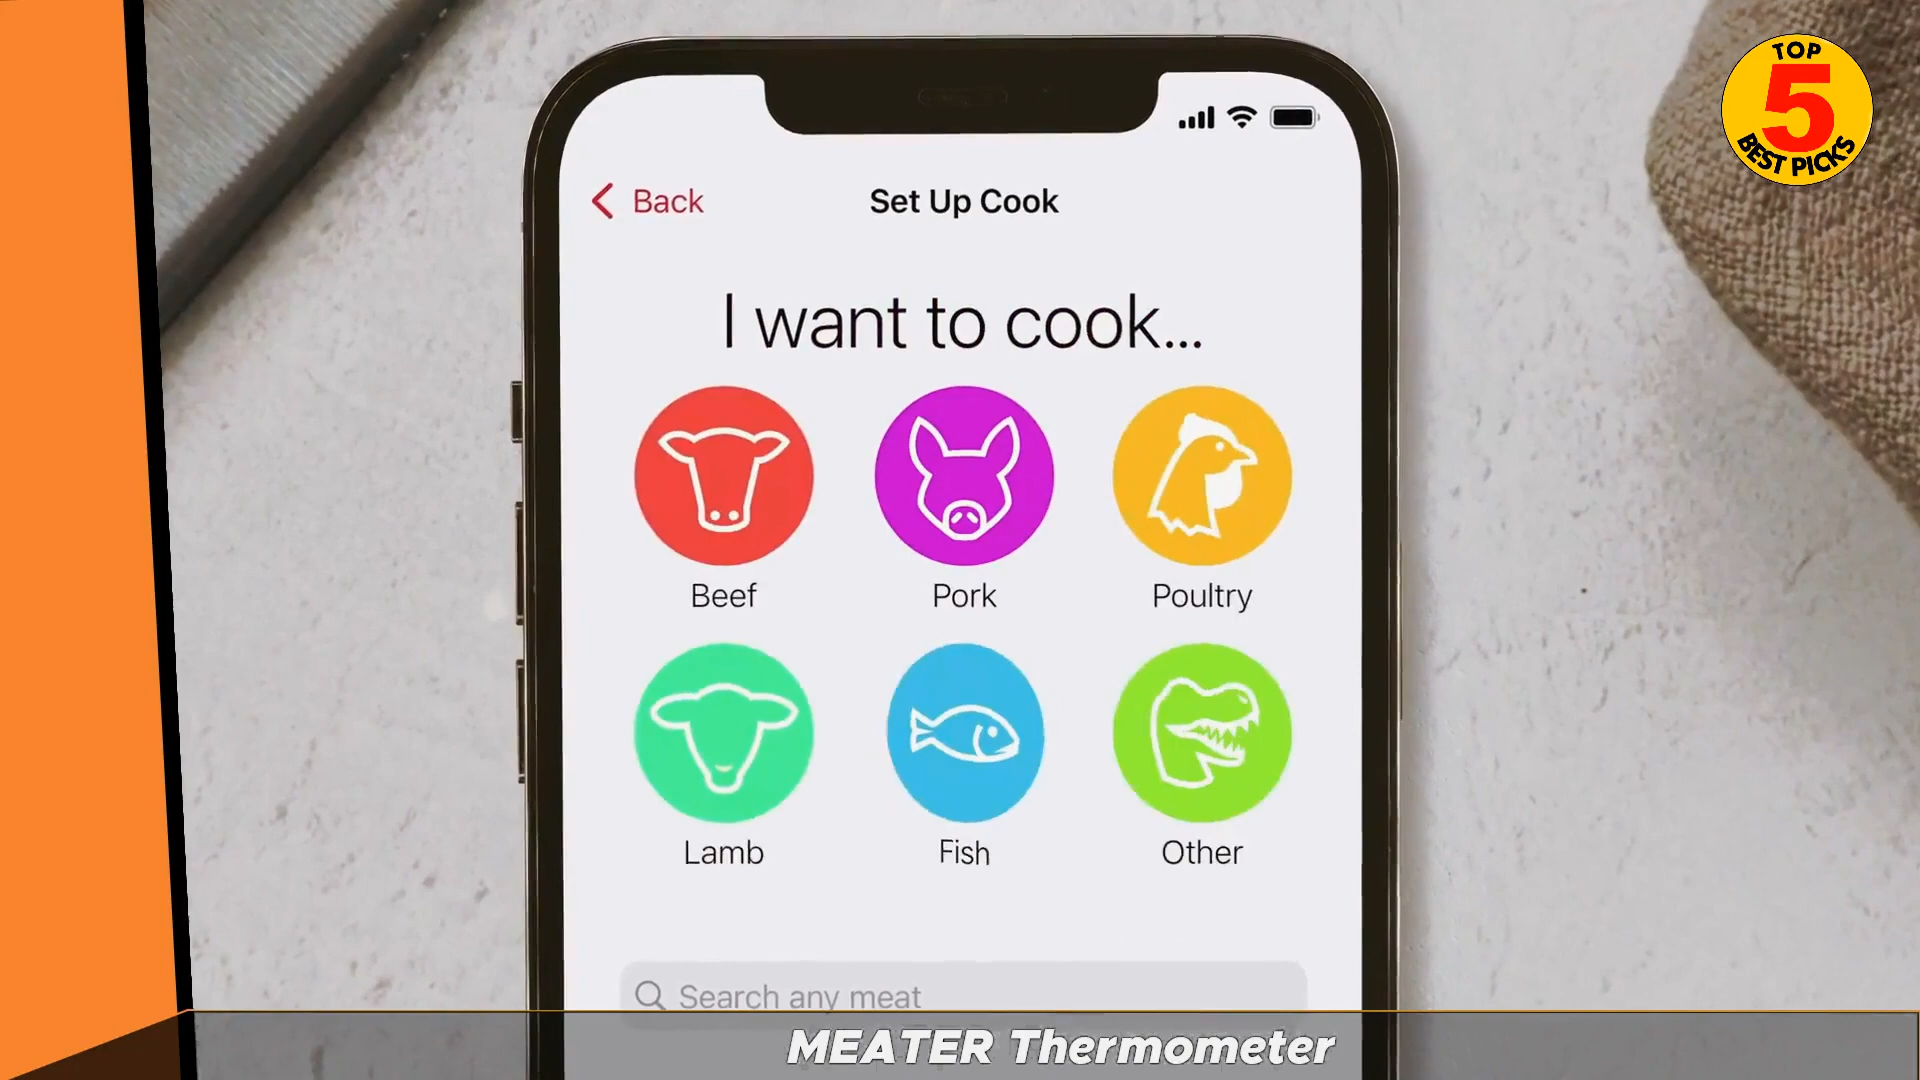 TOP
5
BEST PICKS
Back
Set Up Cook
I want to cook...
Beef
Pork
Poultry
Lamb
Fish
Other
Search any meat
MEATER Thermometer